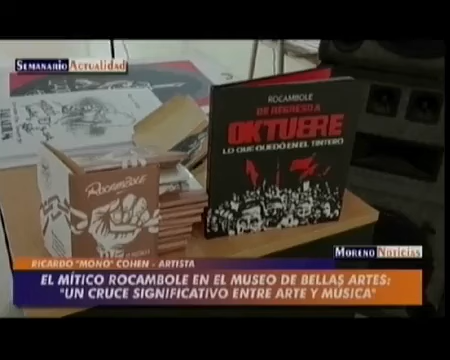 SEMANARIO Actualidad
ROCAMBOLE
DE REGRESO A
OKTUBRE
LO QUE QUEDÓ EN EL TINTERO
ROCAMBOLE
MORENO Noticias
RICARDO "MONO" COHEN - ARTISTA
EL MÍTICO ROCAMBOLE EN EL MUSEO DE BELLAS ARTES:
"UN CRUCE SIGNIFICATIVO ENTRE ARTE Y MÚSICA"